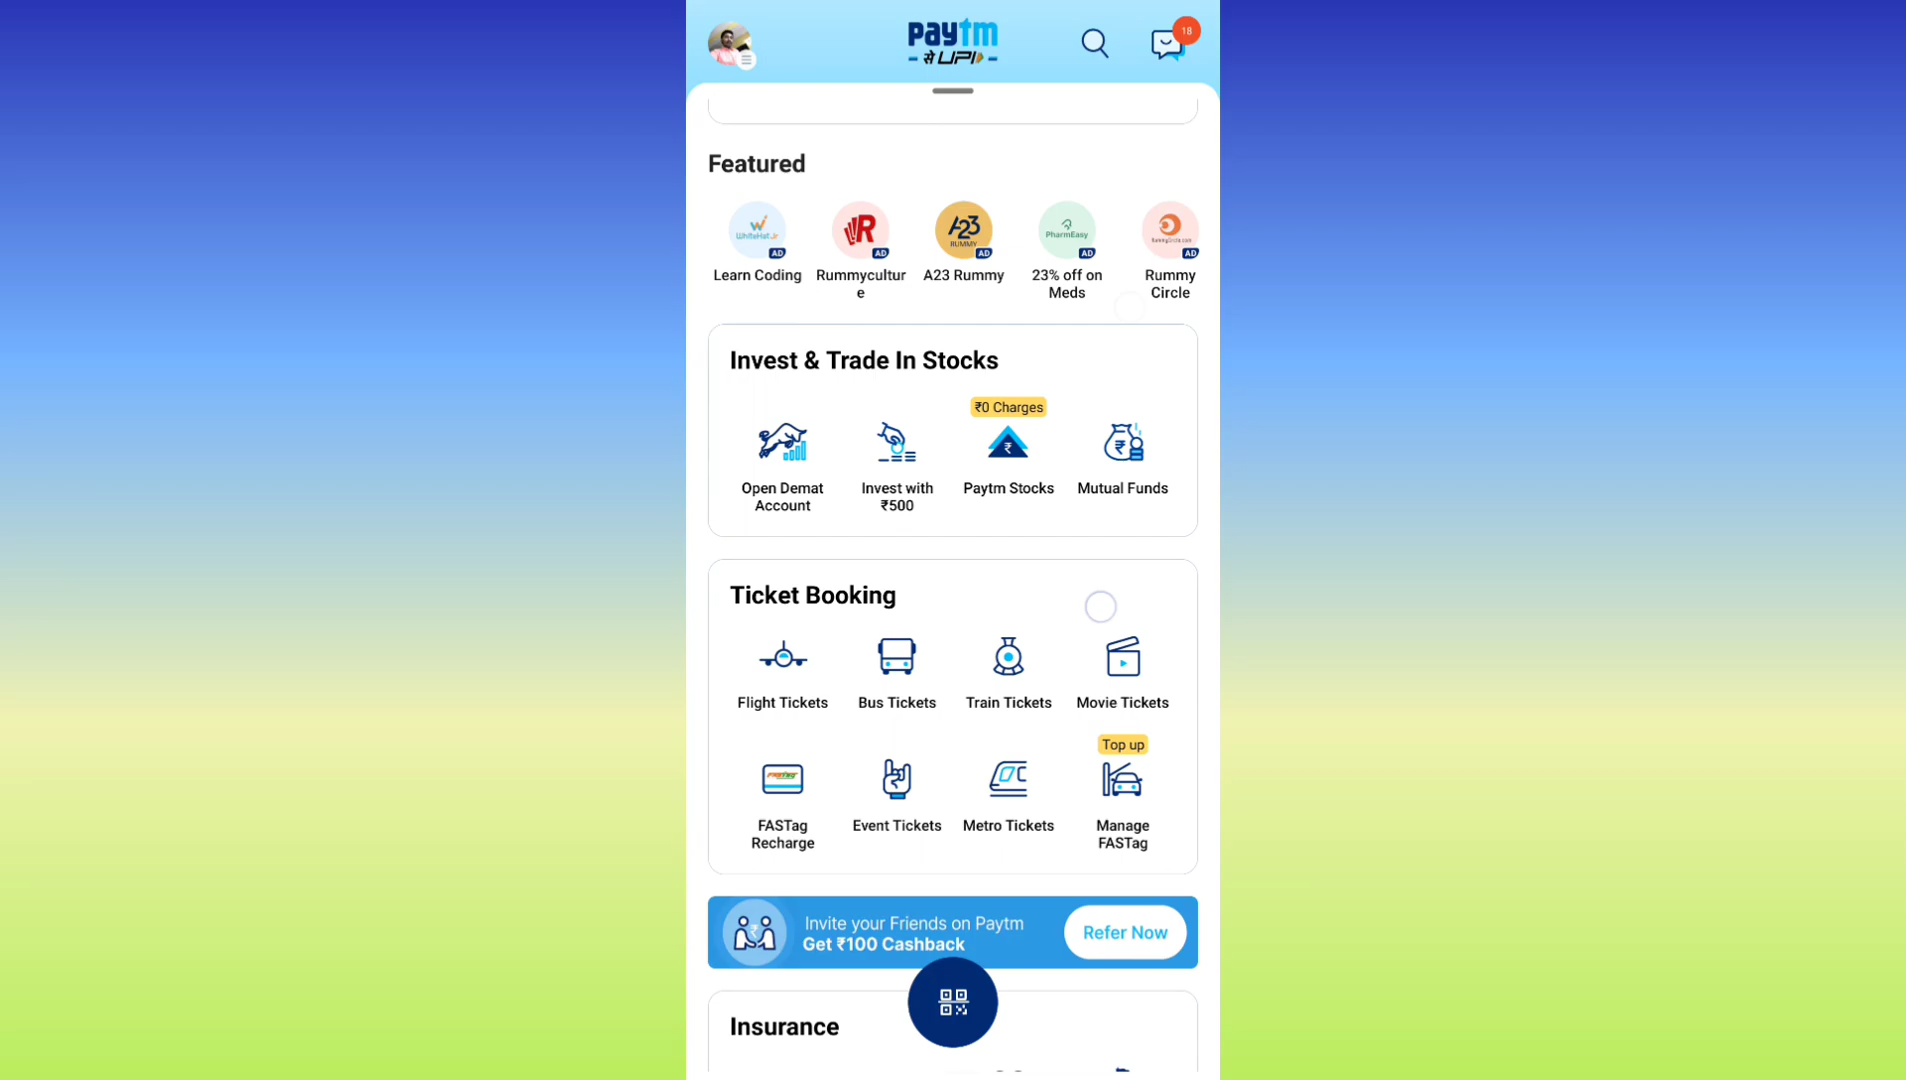 paytm
से UPI
18
Featured
WhiteHat Jr
AD
R
AD
A23
RUMMY
AD
PharmEasy
AD
RummyCircle.com
AD
Learn Coding
Rummycultur
e
A23 Rummy
23% off on
Meds
Rummy
Circle
Invest & Trade In Stocks
₹0 Charges
₹
₹
Open Demat
Account
Invest with
₹500
Paytm Stocks
Mutual Funds
Ticket Booking
Flight Tickets
Bus Tickets
Train Tickets
Movie Tickets
Top up
FASTag
FASTag
Recharge
Event Tickets
Metro Tickets
Manage
FASTag
₹
Invite your Friends on Paytm
Get ₹100 Cashback
Refer Now
Insurance